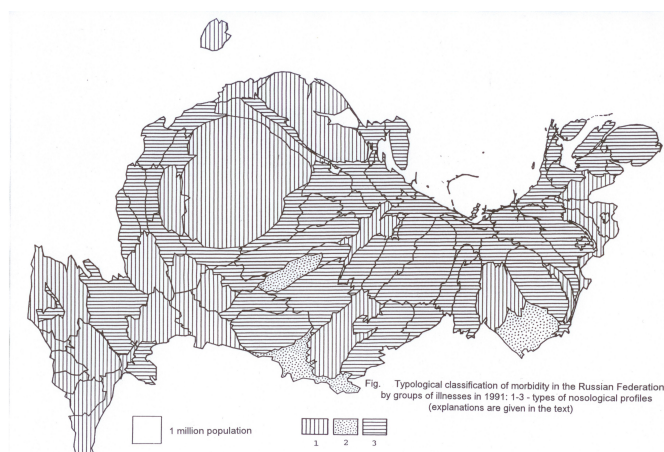 Fig. Typological classification of morbidity in the Russian Federation
by groups of illnesses in 1991: 1-3 - types of nosological profiles
(explanations are given in the text)
1 million population
1 2 3